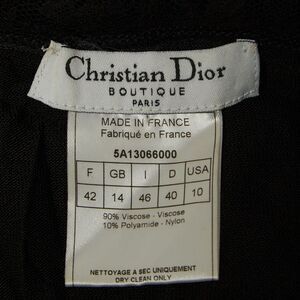 Christian Dior
BOUTIQUE
PARIS
MADE IN FRANCE
Fabriqué en France
5A13066000
F GB I D USA
42 14 46 40 10
90% Viscose - Viscose
10% Polyamide - Nylon
NETTOYAGE A SEC UNIQUEMENT
DRY CLEAN ONLY